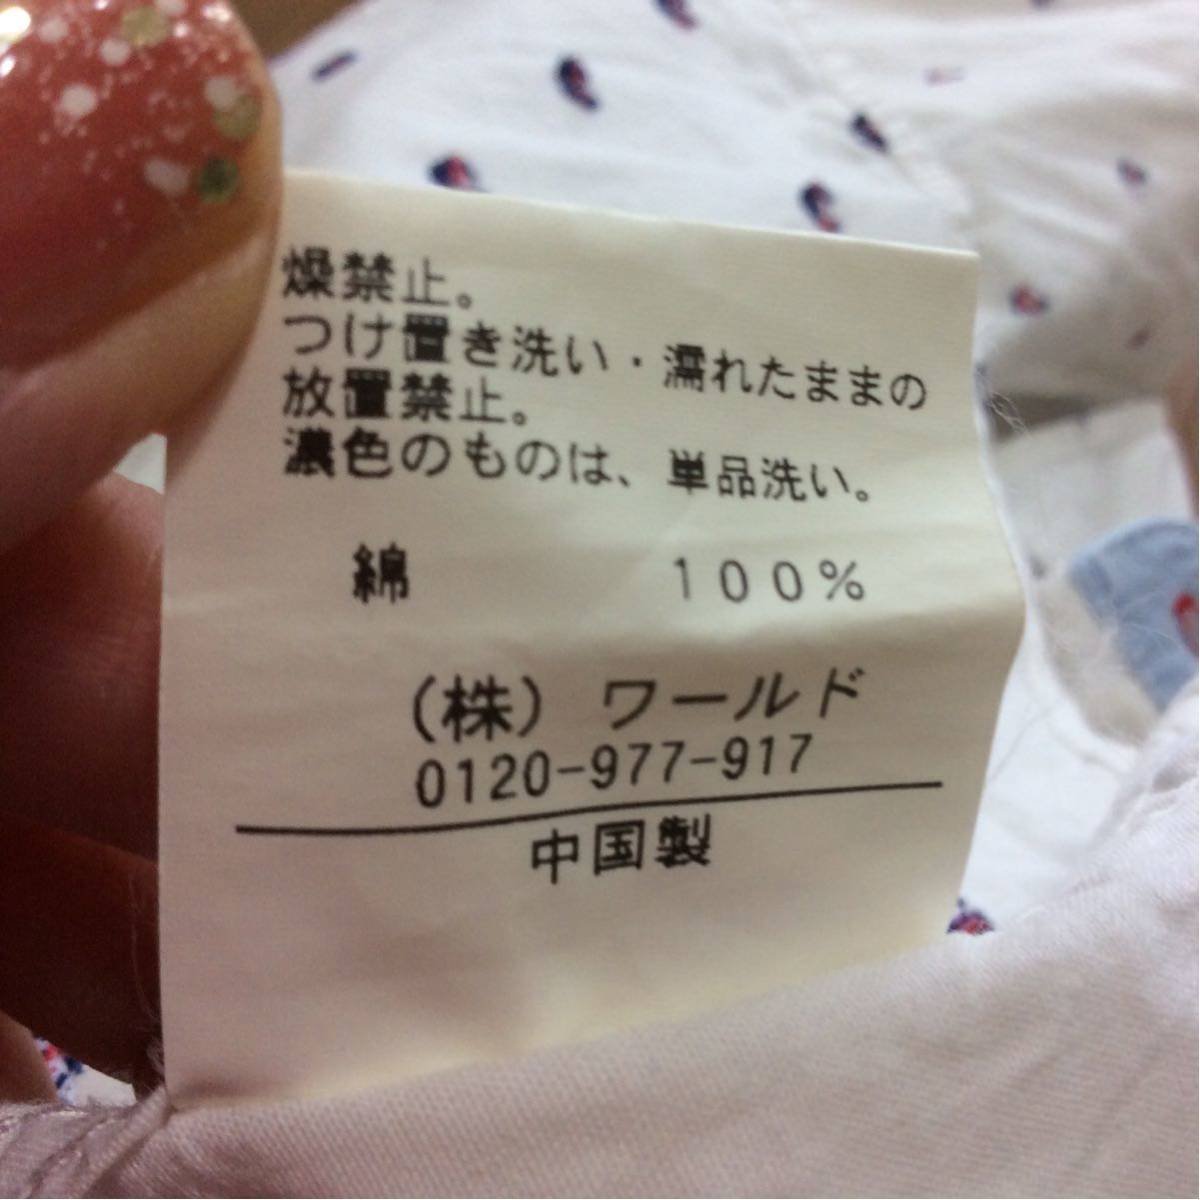 燥禁止。
つけ置き洗い・濡れたままの
放置禁止。
濃色のものは、単品洗い。
綿 100%
(株) ワールド
0120-977-917
中国製